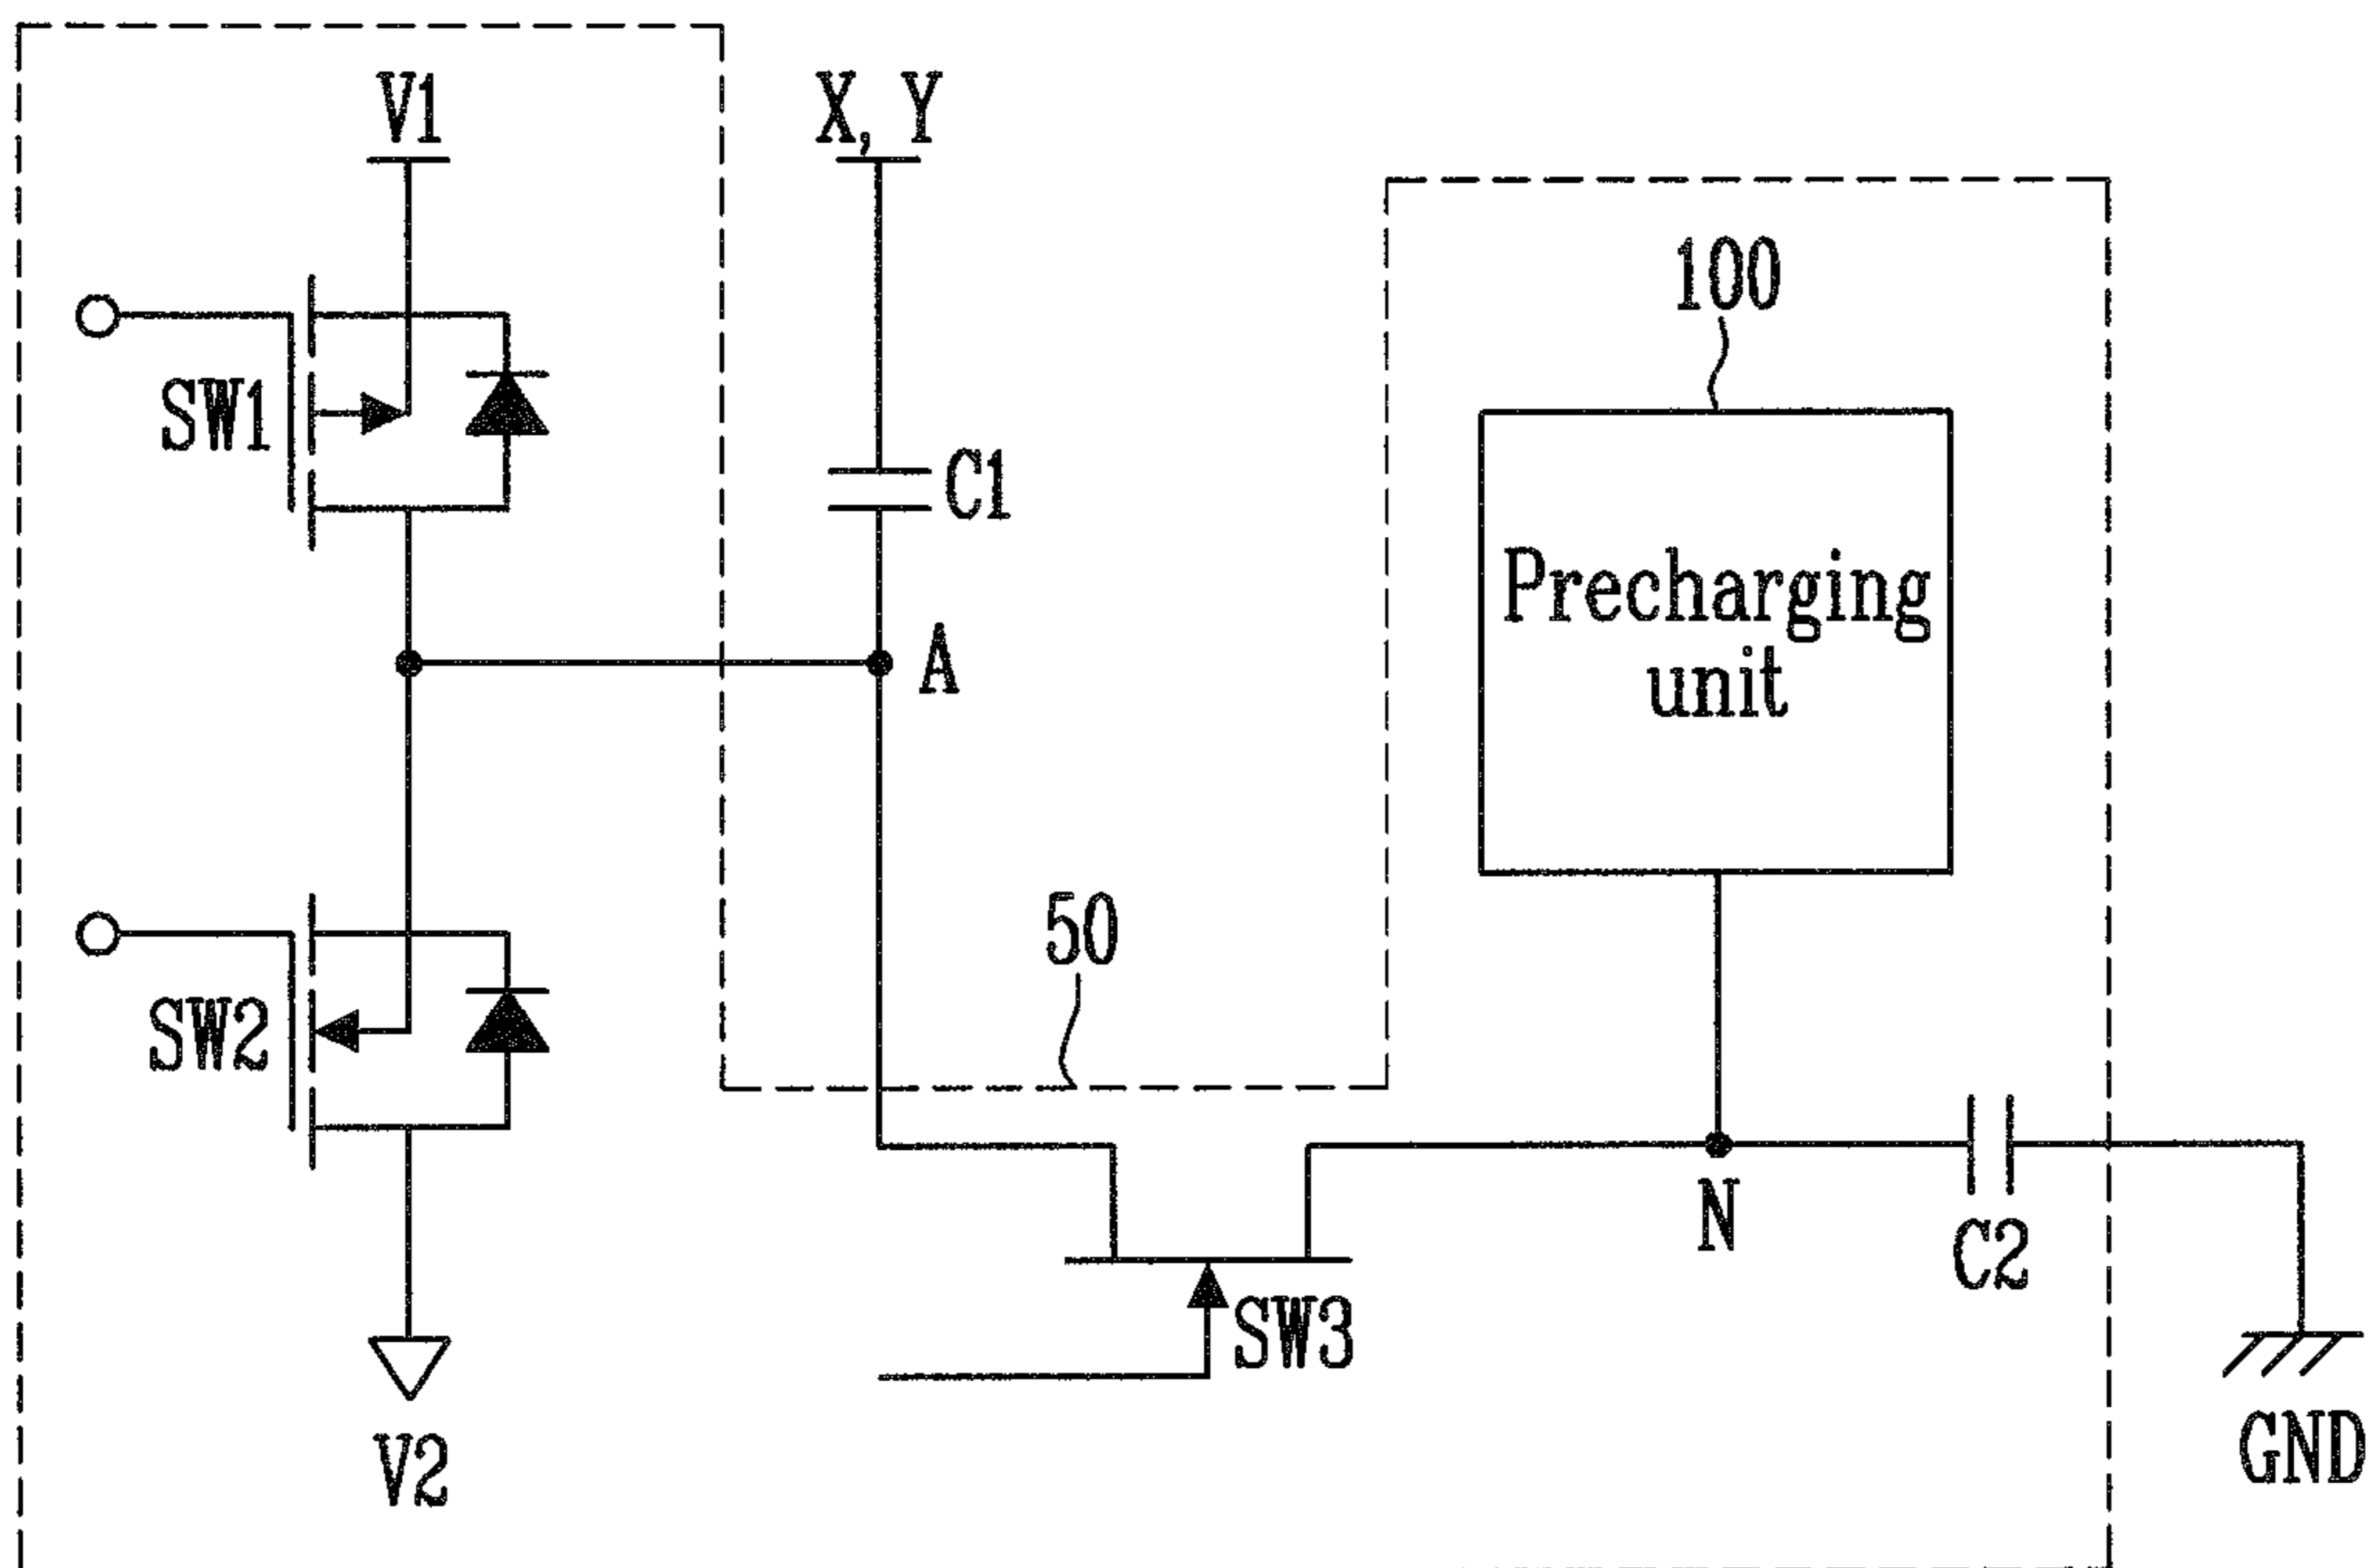 V1
X, Y
100
SW1
C1
Precharging
unit
A
50
SW2
N
C2
SW3
V2
GND